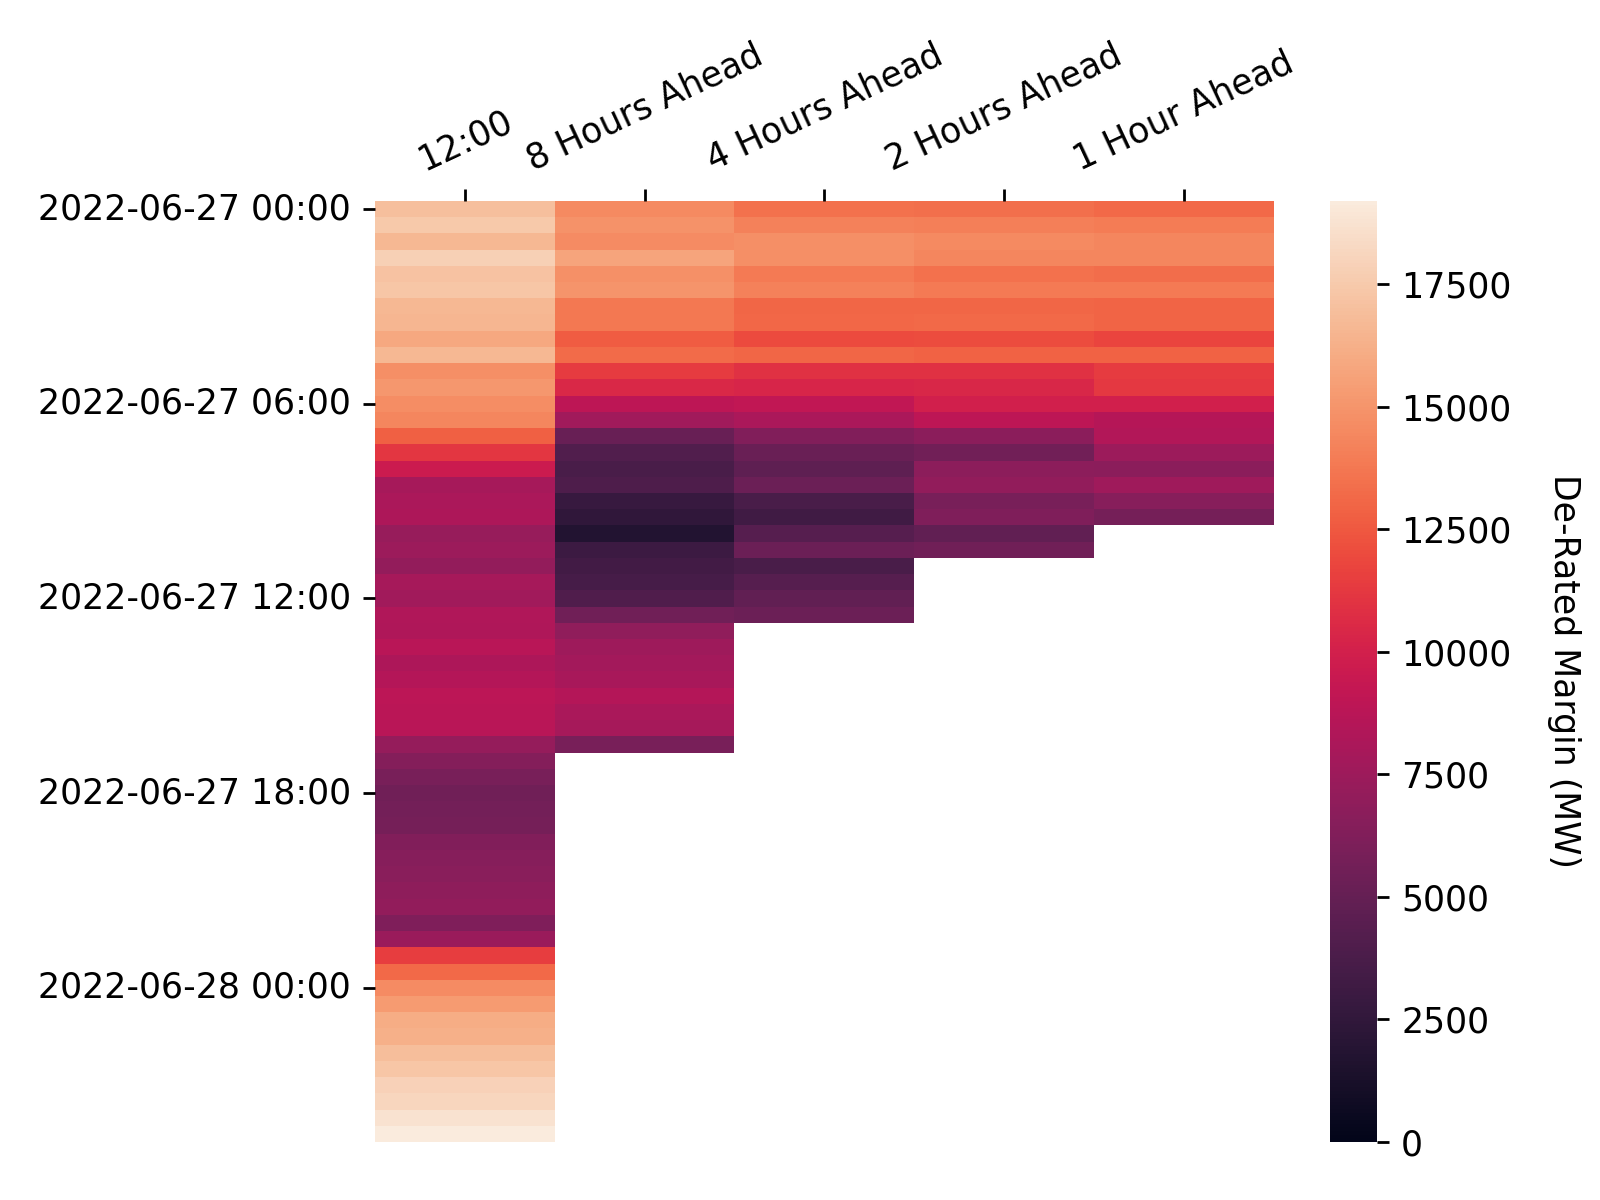 12:00
8 Hours Ahead
4 Hours Ahead
2 Hours Ahead
1 Hour Ahead
2022-06-27 00:00
2022-06-27 06:00
2022-06-27 12:00
2022-06-27 18:00
2022-06-28 00:00
17500
15000
12500
10000
7500
5000
2500
0
De-Rated Margin (MW)